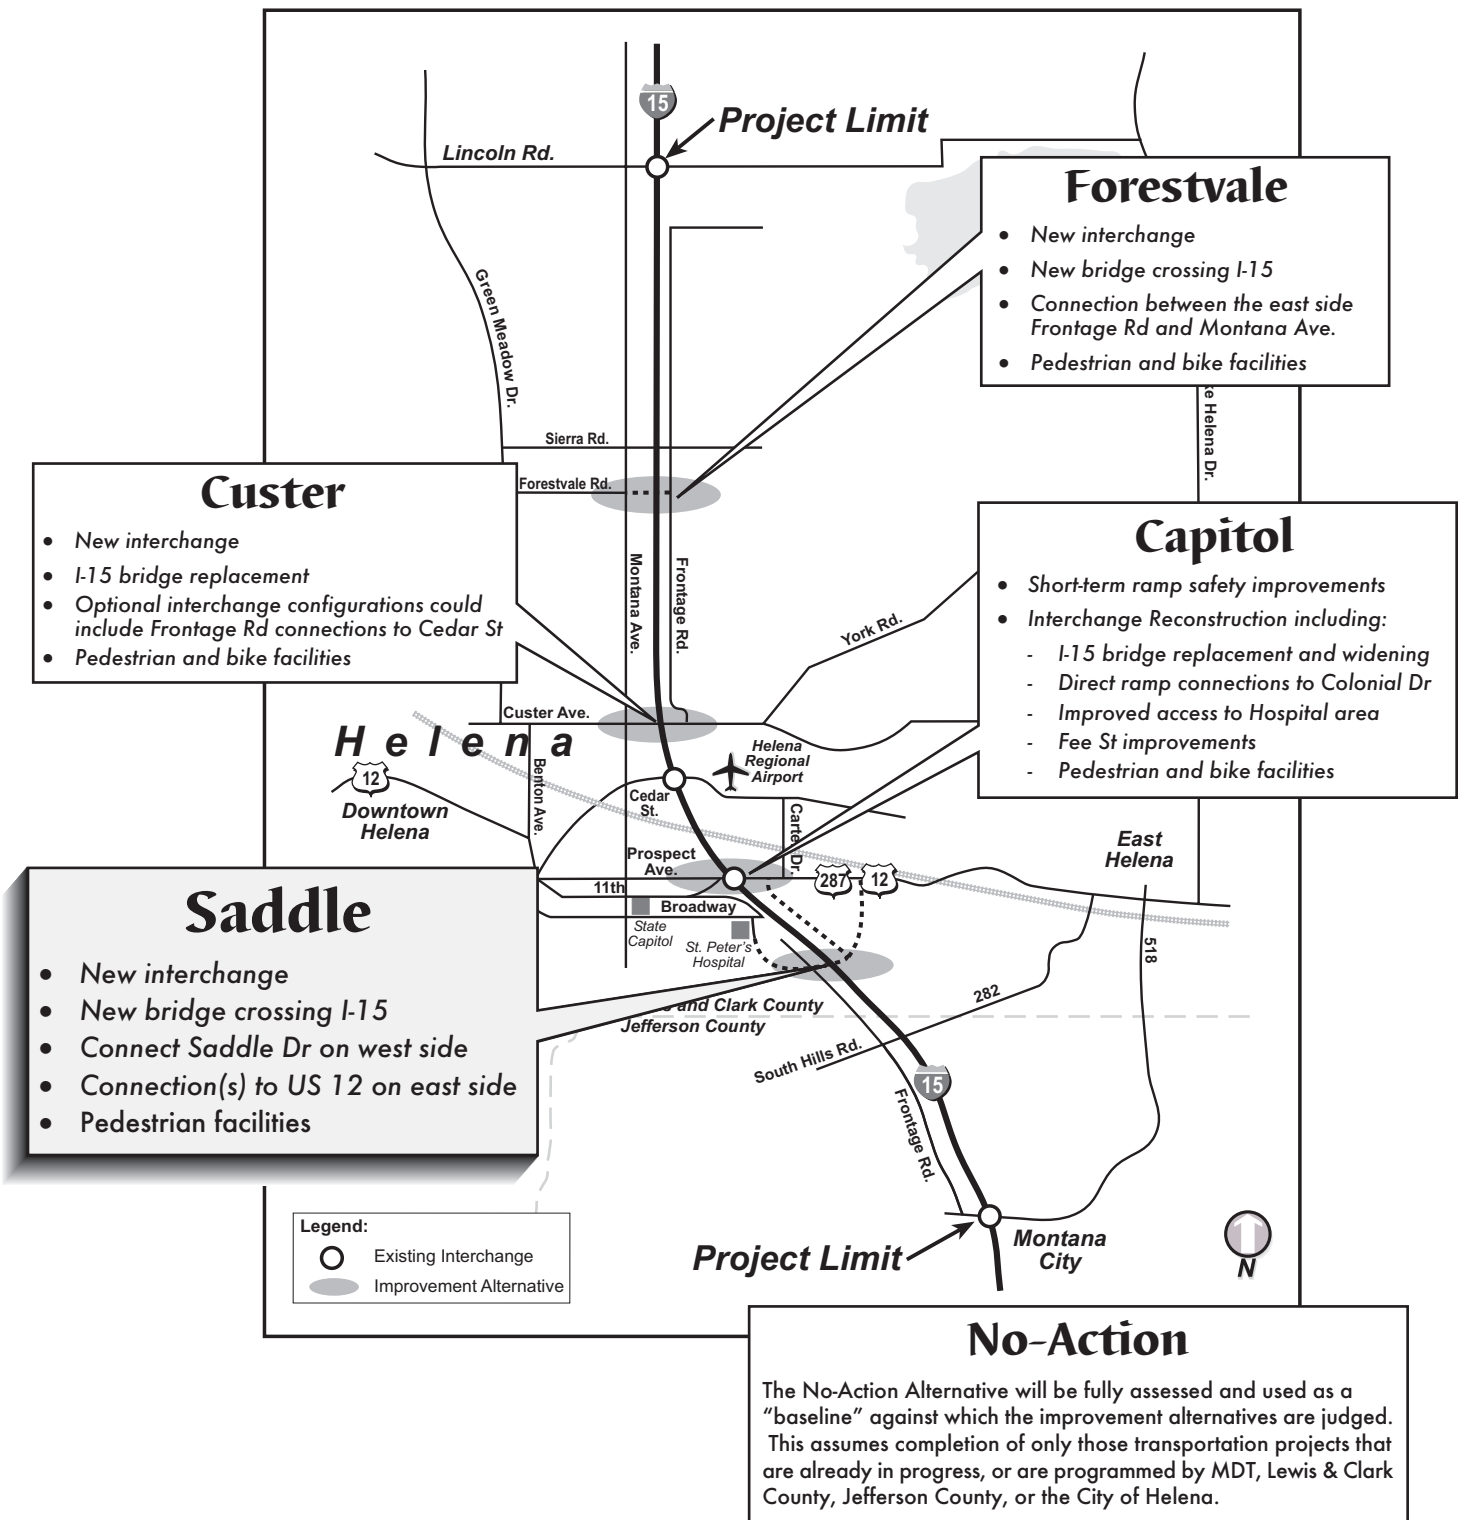 15
Project Limit
Lincoln Rd.
Forestvale
• New interchange
• New bridge crossing I-15
• Connection between the east side
Frontage Rd and Montana Ave.
• Pedestrian and bike facilities
Green Meadow Dr.
Helena Dr.
Sierra Rd.
Forestvale Rd.
Custer
• New interchange
• I-15 bridge replacement
• Optional interchange configurations could
include Frontage Rd connections to Cedar St
• Pedestrian and bike facilities
Capitol
• Short-term ramp safety improvements
• Interchange Reconstruction including:
- I-15 bridge replacement and widening
- Direct ramp connections to Colonial Dr
- Improved access to Hospital area
- Fee St improvements
- Pedestrian and bike facilities
Montana Ave.
Frontage Rd.
York Rd.
Custer Ave.
Helena
Helena
Regional
Airport
12
Benton Ave.
Downtown
Helena
Cedar
St.
Carter Dr.
East
Helena
Prospect
Ave.
287
12
11th
Broadway
State
Capitol
St. Peter's
Hospital
518
Saddle
• New interchange
• New bridge crossing I-15
• Connect Saddle Dr on west side
• Connection(s) to US 12 on east side
• Pedestrian facilities
282
and Clark County
Jefferson County
South Hills Rd.
15
Frontage Rd.
Legend:
Existing Interchange
Improvement Alternative
Project Limit
Montana
City
N
No-Action
The No-Action Alternative will be fully assessed and used as a
“baseline” against which the improvement alternatives are judged.
This assumes completion of only those transportation projects that
are already in progress, or are programmed by MDT, Lewis & Clark
County, Jefferson County, or the City of Helena.